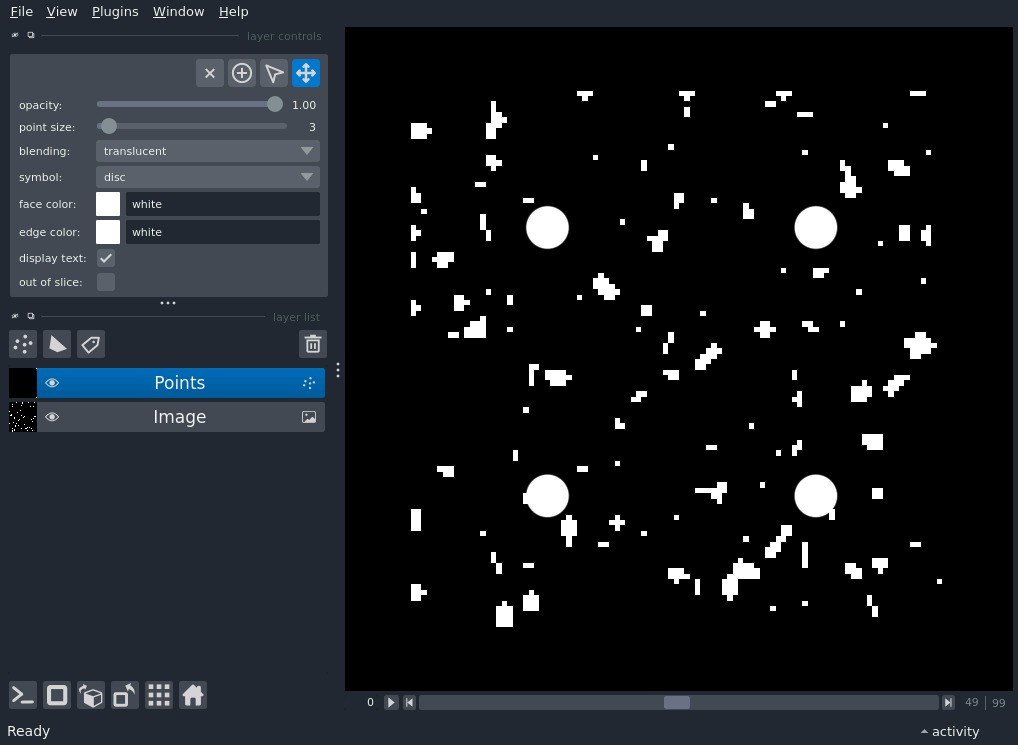 File View Plugins Window Help
layer controls
opacity: 1.00
point size: 3
blending: translucent
symbol: disc
face color: white
edge color: white
display text:
out of slice:
layer list
Points
Image
0 49 99
Ready activity